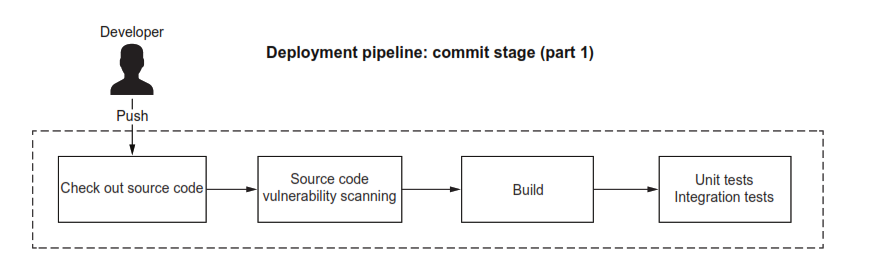 Developer
Deployment pipeline: commit stage (part 1)
Push
Check out source code
Source code
vulnerability scanning
Build
Unit tests
Integration tests